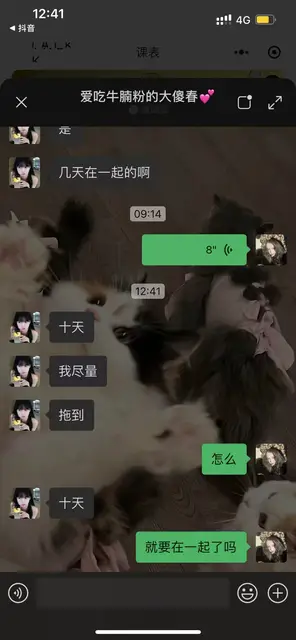 12:41
4G
抖音
课表
爱吃牛腩粉的大傻春💕
是
几天在一起的啊
09:14
8"
12:41
十天
我尽量
拖到
怎么
十天
就要在一起了吗